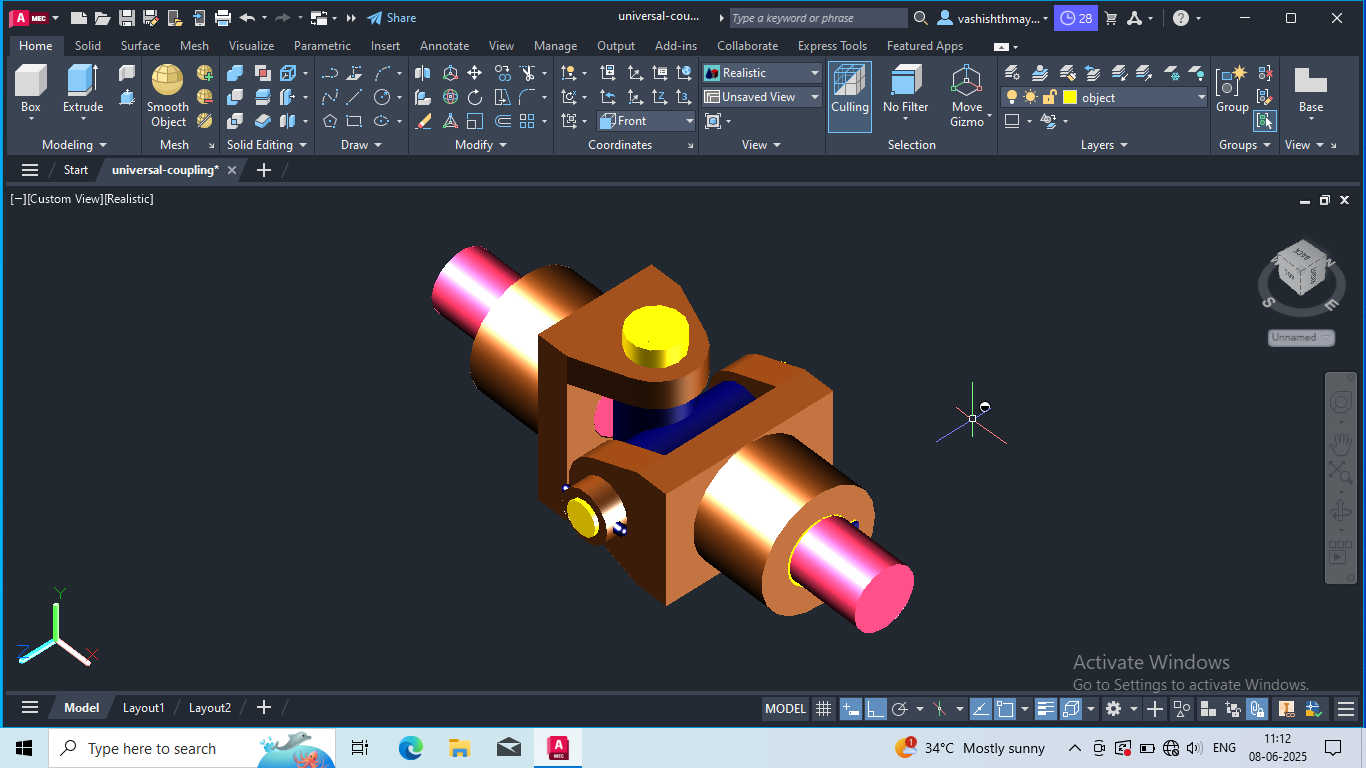 A MEC
Share
universal-cou...
Type a keyword or phrase
vashishthmay...
28
Home Solid Surface Mesh Visualize Parametric Insert Annotate View Manage Output Add-ins Collaborate Express Tools Featured Apps
Realistic
Unsaved View
Front
object
Box Extrude Smooth Object Culling No Filter Move Gizmo Group Base
Modeling Mesh Solid Editing Draw Modify Coordinates View Selection Layers Groups View
Start universal-coupling*
[−][Custom View][Realistic]
BACK
TOP
W N
S E
Unnamed
Y
Z X
Activate Windows
Go to Settings to activate Windows.
Model Layout1 Layout2 MODEL
Type here to search
A MEC
1
34°C Mostly sunny
ENG
11:12
08-06-2025